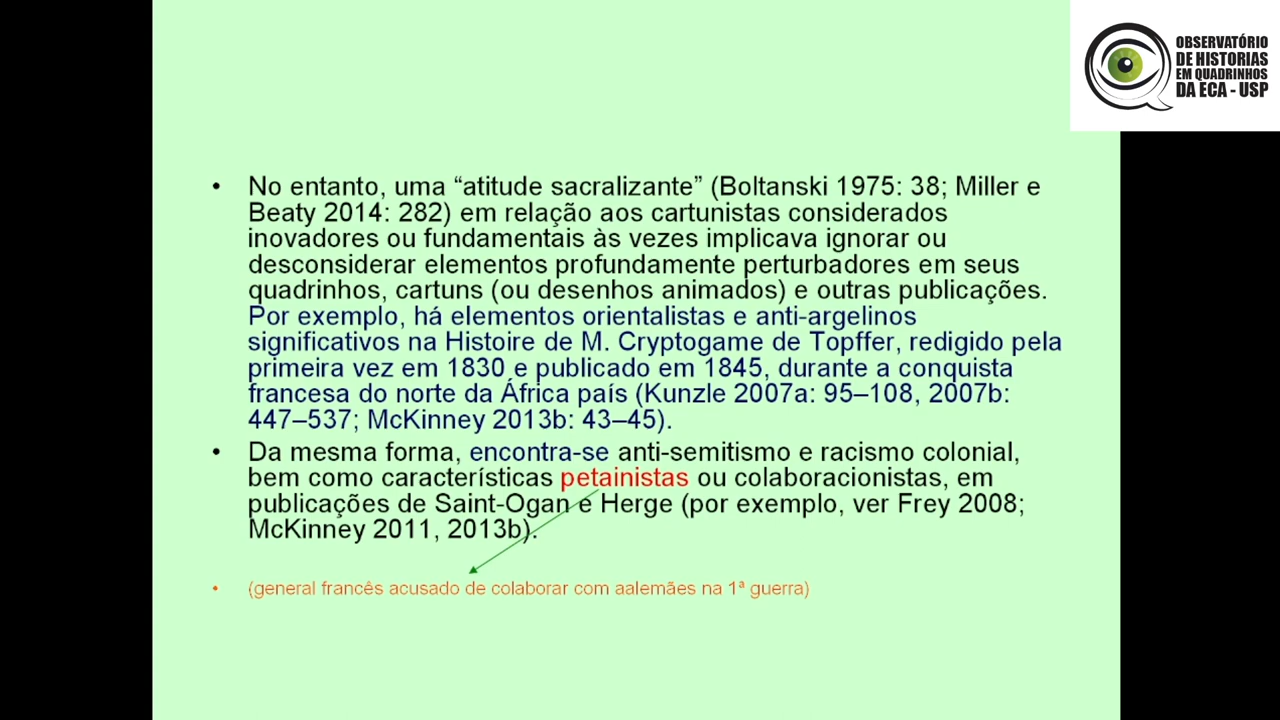 OBSERVATÓRIO
DE HISTORIAS
EM QUADRINHOS
DA ECA - USP
• No entanto, uma “atitude sacralizante” (Boltanski 1975: 38; Miller e
Beaty 2014: 282) em relação aos cartunistas considerados
inovadores ou fundamentais às vezes implicava ignorar ou
desconsiderar elementos profundamente perturbadores em seus
quadrinhos, cartuns (ou desenhos animados) e outras publicações.
Por exemplo, há elementos orientalistas e anti-argelinos
significativos na Histoire de M. Cryptogame de Topffer, redigido pela
primeira vez em 1830 e publicado em 1845, durante a conquista
francesa do norte da África país (Kunzle 2007a: 95–108, 2007b:
447–537; McKinney 2013b: 43–45).
• Da mesma forma, encontra-se anti-semitismo e racismo colonial,
bem como características petainistas ou colaboracionistas, em
publicações de Saint-Ogan e Herge (por exemplo, ver Frey 2008;
McKinney 2011, 2013b).
• (general francês acusado de colaborar com aalemães na 1ª guerra)